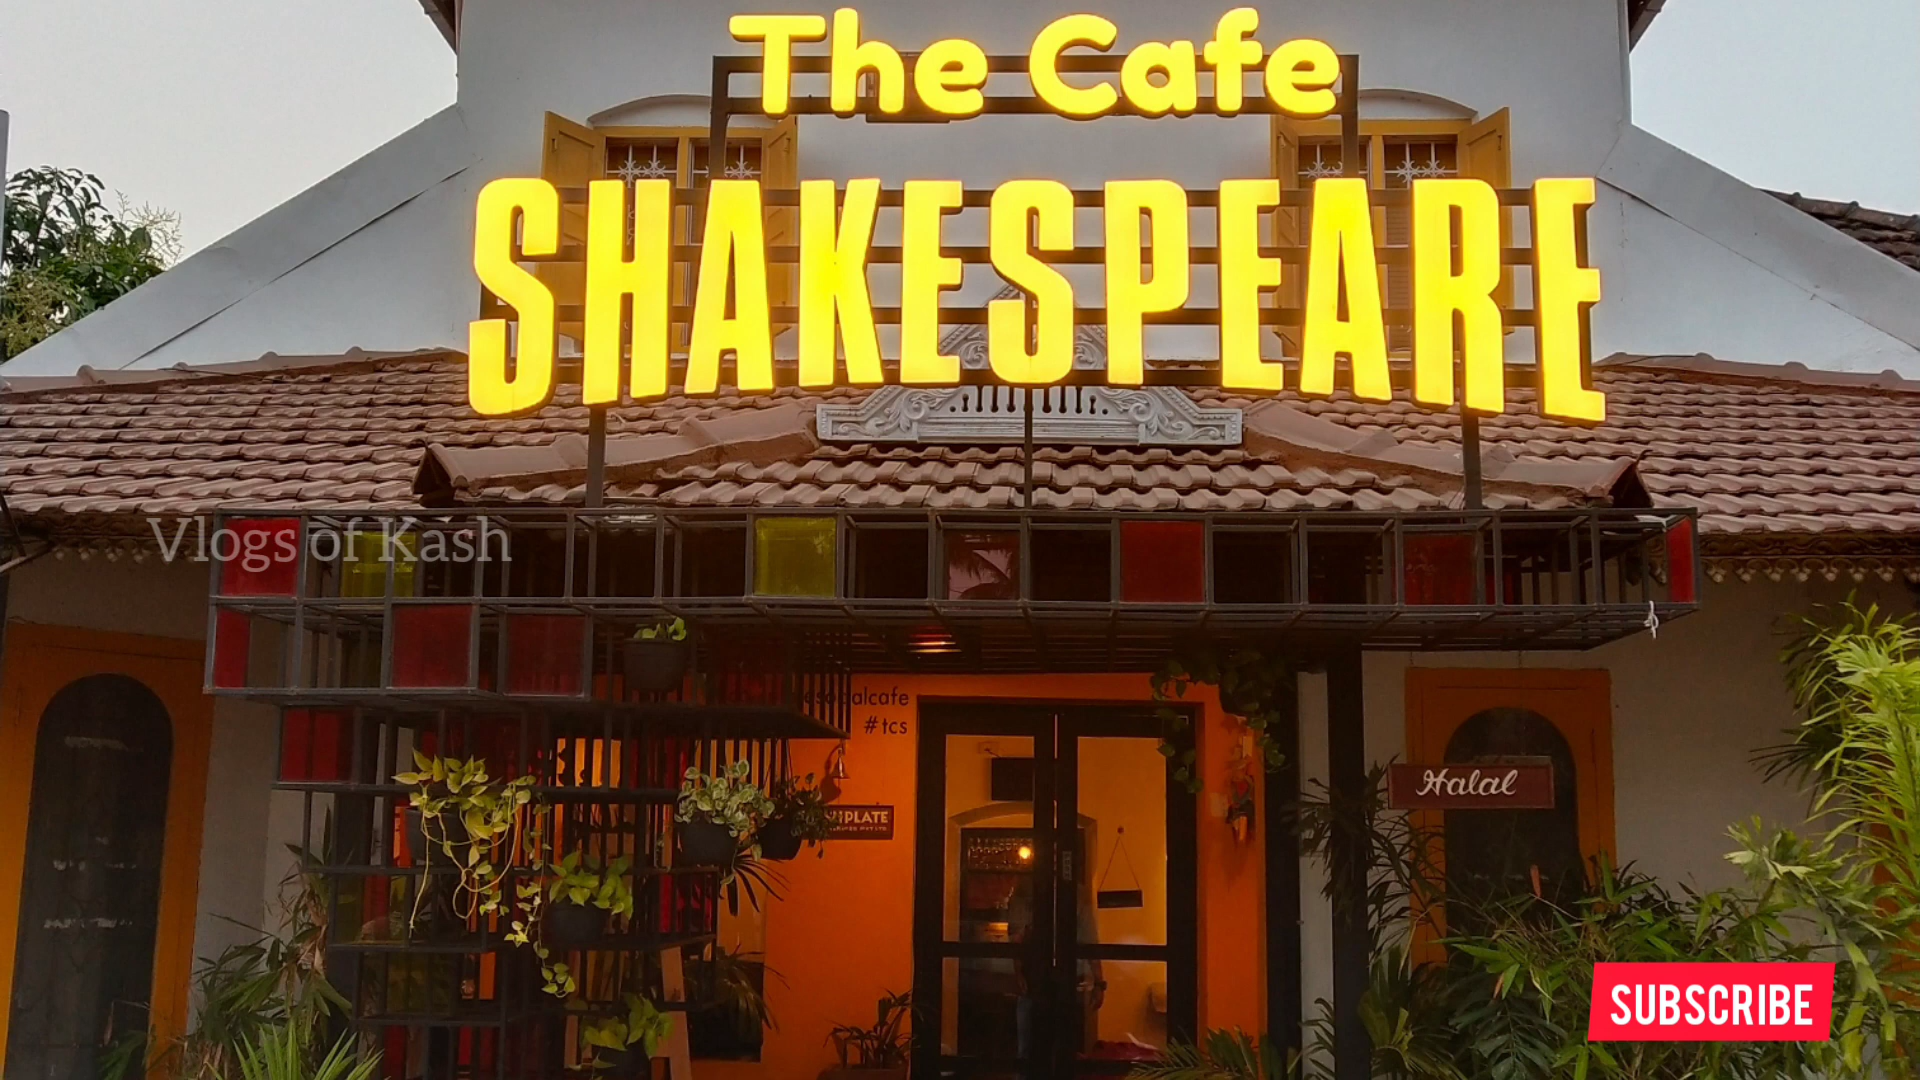 The Cafe
SHAKESPEARE
Vlogs of Kash
#tcs
Halal
SUBSCRIBE